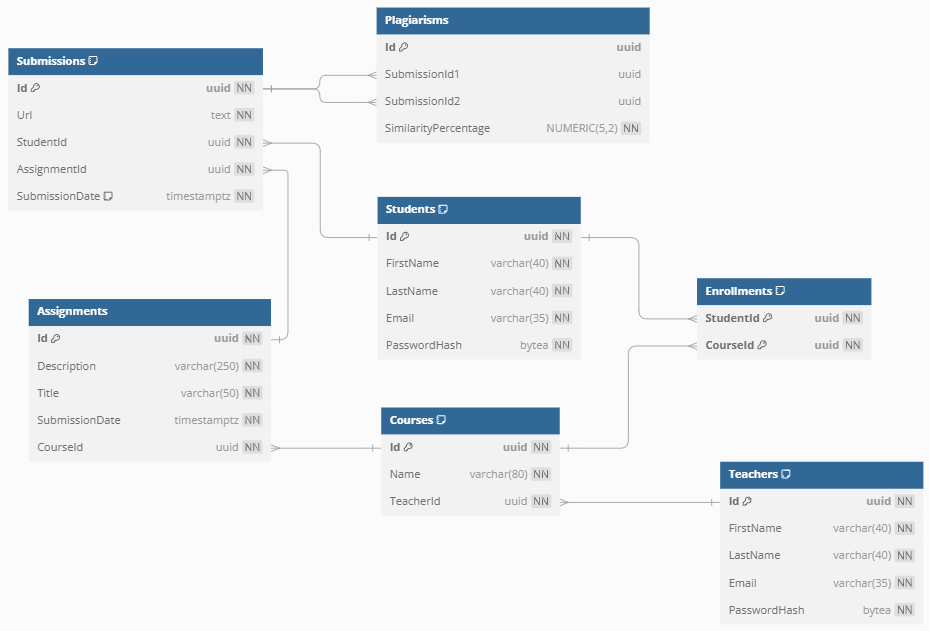 Plagiarisms
Id uuid
SubmissionId1 uuid
SubmissionId2 uuid
SimilarityPercentage NUMERIC(5,2) NN
Submissions
Id uuid NN
Url text NN
StudentId uuid NN
AssignmentId uuid NN
SubmissionDate timestamptz NN
Students
Id uuid NN
FirstName varchar(40) NN
LastName varchar(40) NN
Email varchar(35) NN
PasswordHash bytea NN
Enrollments
StudentId uuid NN
CourseId uuid NN
Assignments
Id uuid NN
Description varchar(250) NN
Title varchar(50) NN
SubmissionDate timestamptz NN
CourseId uuid NN
Courses
Id uuid NN
Name varchar(80) NN
TeacherId uuid NN
Teachers
Id uuid NN
FirstName varchar(40) NN
LastName varchar(40) NN
Email varchar(35) NN
PasswordHash bytea NN